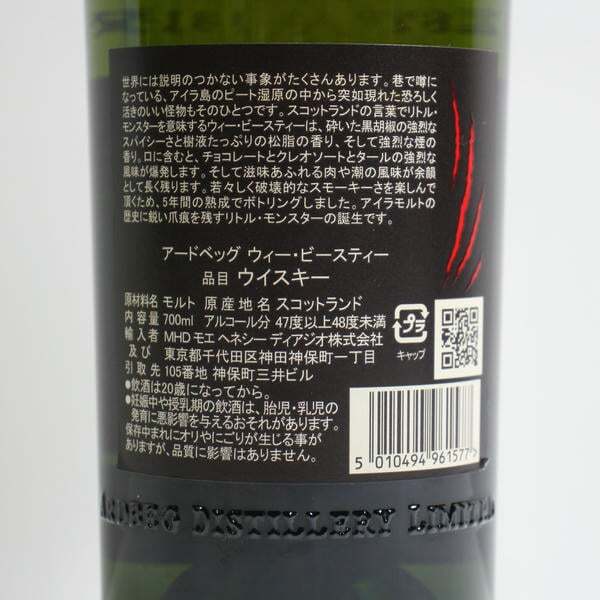 世界には説明のつかない事象がたくさんあります。巷で噂に
なっている、アイラ島のピート湿原の中から突如現れた恐ろしく
活きのいい怪物もそのひとつです。スコットランドの言葉でリトル・
モンスターを意味するウィー・ビースティーは、砕いた黒胡椒の強烈な
スパイシーさと樹液たっぷりの松脂の香り、そして強烈な煙の
香り。口に含むと、チョコレートとクレオソートとタールの強烈な
風味が爆発します。そして滋味あふれる肉や潮の風味が余韻
として長く残ります。若々しく破壊的なスモーキーさを楽しんで
頂くため、5年間の熟成でボトリングしました。アイラモルトの
歴史に鋭い爪痕を残すリトル・モンスターの誕生です。
アードベッグ ウィー・ビースティー
品目 ウイスキー
原材料名 モルト 原産地名 スコットランド
容量 700ml アルコール分 47度以上48度未満
輸入者 MHD モエ ヘネシー ディアジオ株式会社
及び 東京都千代田区神田神保町一丁目
引取先 105番地 神保町三井ビル
●飲酒は20歳になってから。
●妊娠中や授乳期の飲酒は、胎児・乳児の
発育に悪影響を与えるおそれがあります。
保存中まれにオリやにごりが生じる事が
ありますが、品質に影響はありません。
プラ
キャップ
5 010494 961577
ARDBEG DISTILLERY LIMITED